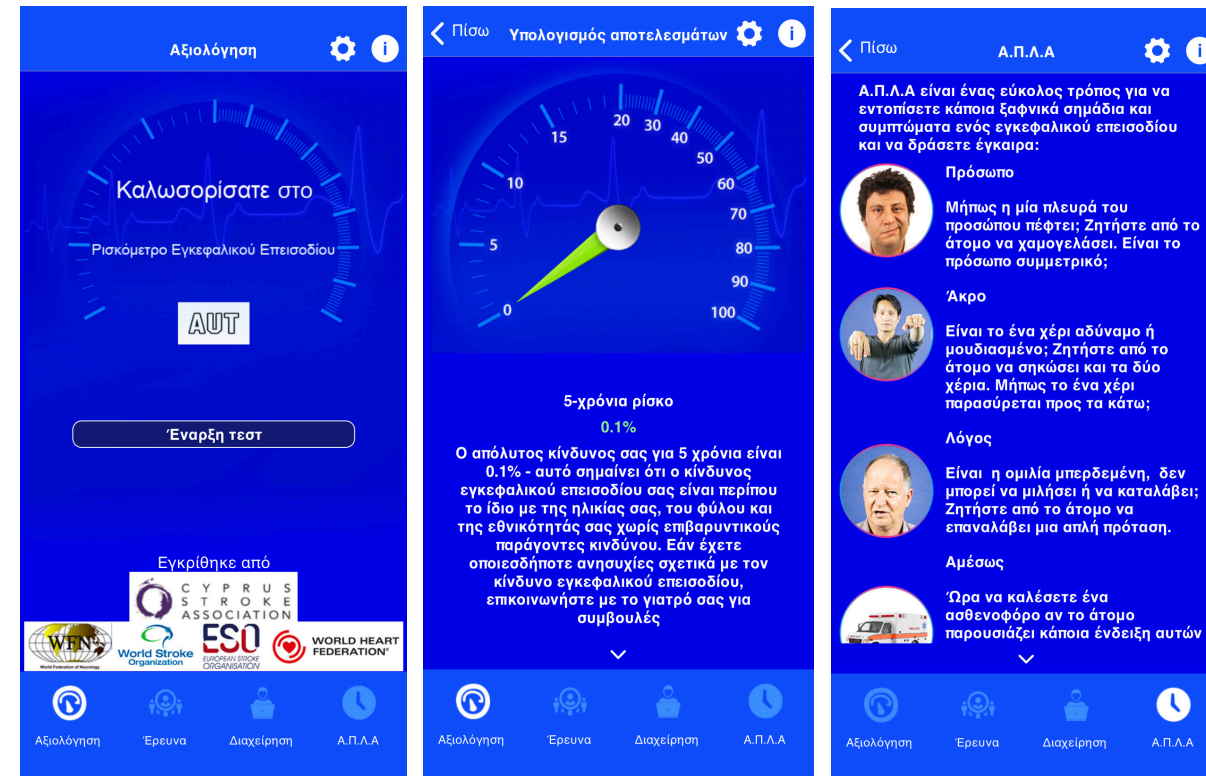 Αξιολόγηση
Καλωσορίσατε στο
Ρισκόμετρο Εγκεφαλικού Επεισοδίου
AUT
Έναρξη τεστ
Εγκρίθηκε από
CYPRUS
STROKE
ASSOCIATION
WFN
World Federation of Neurology
World Stroke
Organization
ESO
EUROPEAN STROKE
ORGANISATION
WORLD HEART
FEDERATION®
Αξιολόγηση
Έρευνα
Διαχείρηση
Α.Π.Λ.Α
Πίσω
Υπολογισμός αποτελεσμάτων
0
5
10
15
20
30
40
50
60
70
80
90
100
5-χρόνια ρίσκο
0.1%
Ο απόλυτος κίνδυνος σας για 5 χρόνια είναι
0.1% - αυτό σημαίνει ότι ο κίνδυνος
εγκεφαλικού επεισοδίου σας είναι περίπου
το ίδιο με της ηλικίας σας, του φύλου και
της εθνικότητάς σας χωρίς επιβαρυντικούς
παράγοντες κινδύνου. Εάν έχετε
οποιεσδήποτε ανησυχίες σχετικά με τον
κίνδυνο εγκεφαλικού επεισοδίου,
επικοινωνήστε με το γιατρό σας για
συμβουλές
Αξιολόγηση
Έρευνα
Διαχείρηση
Α.Π.Λ.Α
Πίσω
Α.Π.Λ.Α
Α.Π.Λ.Α είναι ένας εύκολος τρόπος για να
εντοπίσετε κάποια ξαφνικά σημάδια και
συμπτώματα ενός εγκεφαλικού επεισοδίου
και να δράσετε έγκαιρα:
Πρόσωπο
Μήπως η μία πλευρά του
προσώπου πέφτει; Ζητήστε από το
άτομο να χαμογελάσει. Είναι το
πρόσωπο συμμετρικό;
Άκρο
Είναι το ένα χέρι αδύναμο ή
μουδιασμένο; Ζητήστε από το
άτομο να σηκώσει και τα δύο
χέρια. Μήπως το ένα χέρι
παρασύρεται προς τα κάτω;
Λόγος
Είναι η ομιλία μπερδεμένη, δεν
μπορεί να μιλήσει ή να καταλάβει;
Ζητήστε από το άτομο να
επαναλάβει μια απλή πρόταση.
Αμέσως
Ώρα να καλέσετε ένα
ασθενοφόρο αν το άτομο
παρουσιάζει κάποια ένδειξη αυτών
Αξιολόγηση
Έρευνα
Διαχείρηση
Α.Π.Λ.Α